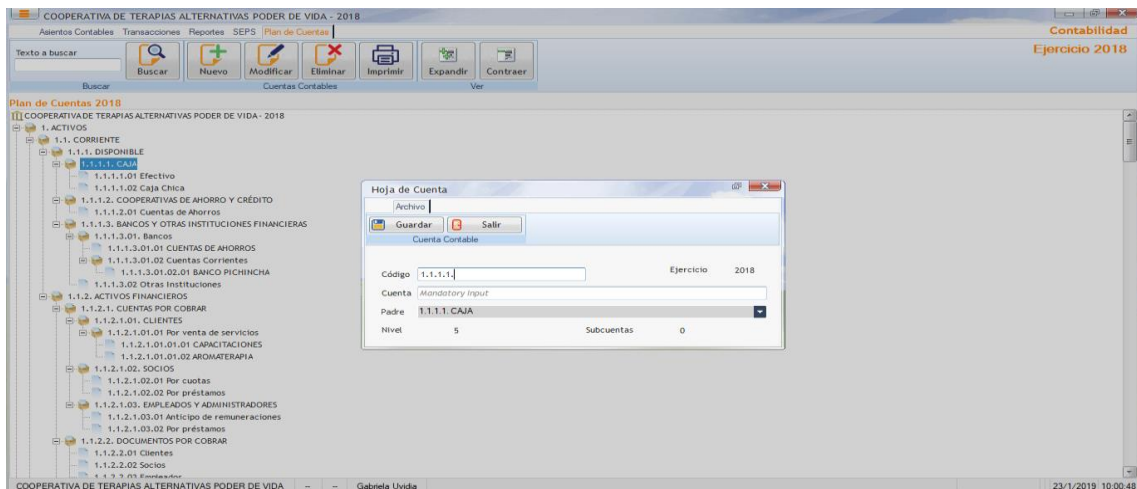 COOPERATIVA DE TERAPIAS ALTERNATIVAS PODER DE VIDA - 2018
Asientos Contables Transacciones Reportes SEPS Plan de Cuentas
Contabilidad
Ejercicio 2018
Texto a buscar
Buscar Nuevo Modificar Eliminar Imprimir Expandir Contraer
Buscar Cuentas Contables Ver
Plan de Cuentas 2018
COOPERATIVA DE TERAPIAS ALTERNATIVAS PODER DE VIDA - 2018
1. ACTIVOS
1.1. CORRIENTE
1.1.1. DISPONIBLE
1.1.1.1. CAJA
1.1.1.1.01 Efectivo
1.1.1.1.02 Caja Chica
1.1.1.2. COOPERATIVAS DE AHORRO Y CRÉDITO
1.1.1.2.01 Cuentas de Ahorros
1.1.1.3. BANCOS Y OTRAS INSTITUCIONES FINANCIERAS
1.1.1.3.01. Bancos
1.1.1.3.01.01 CUENTAS DE AHORROS
1.1.1.3.01.02 Cuentas Corrientes
1.1.1.3.01.02.01 BANCO PICHINCHA
1.1.1.3.02 Otras Instituciones
1.1.2. ACTIVOS FINANCIEROS
1.1.2.1. CUENTAS POR COBRAR
1.1.2.1.01. CLIENTES
1.1.2.1.01.01 Por venta de servicios
1.1.2.1.01.01.01 CAPACITACIONES
1.1.2.1.01.01.02 AROMATERAPIA
1.1.2.1.02. SOCIOS
1.1.2.1.02.01 Por cuotas
1.1.2.1.02.02 Por préstamos
1.1.2.1.03. EMPLEADOS Y ADMINISTRADORES
1.1.2.1.03.01 Anticipo de remuneraciones
1.1.2.1.03.02 Por préstamos
1.1.2.2. DOCUMENTOS POR COBRAR
1.1.2.2.01 Clientes
1.1.2.2.02 Socios
1.1.2.2.03 Empleados
Hoja de Cuenta
Archivo
Guardar Salir
Cuenta Contable
Código 1.1.1.1. Ejercicio 2018
Cuenta Mandatory Input
Padre 1.1.1.1. CAJA
Nivel 5 Subcuentas 0
COOPERATIVA DE TERAPIAS ALTERNATIVAS PODER DE VIDA -- -- Gabriela Uvidia 23/1/2019 10:00:48